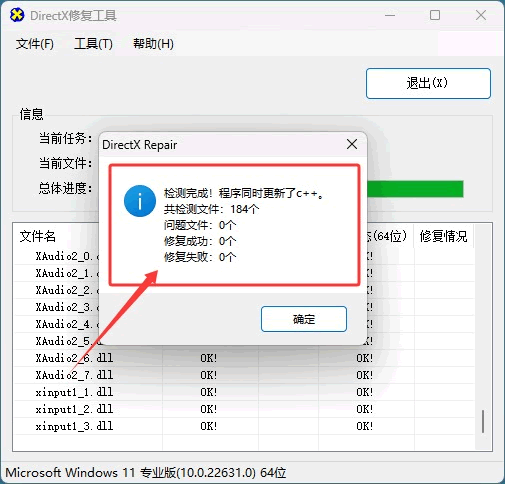 DirectX修复工具
文件(F) 工具(T) 帮助(H)
退出(X)
信息
当前任务：
当前文件：
总体进度：
DirectX Repair
检测完成！程序同时更新了c++。
共检测文件：184个
问题文件：0个
修复成功：0个
修复失败：0个
确定
文件名 态(64位) 修复情况
XAudio2_0.d K!
XAudio2_1.d K!
XAudio2_2.d K!
XAudio2_3.d K!
XAudio2_4.d K!
XAudio2_5.d K!
XAudio2_6.dll OK! OK!
XAudio2_7.dll OK! OK!
xinput1_1.dll OK! OK!
xinput1_2.dll OK! OK!
xinput1_3.dll OK! OK!
Microsoft Windows 11 专业版(10.0.22631.0) 64位